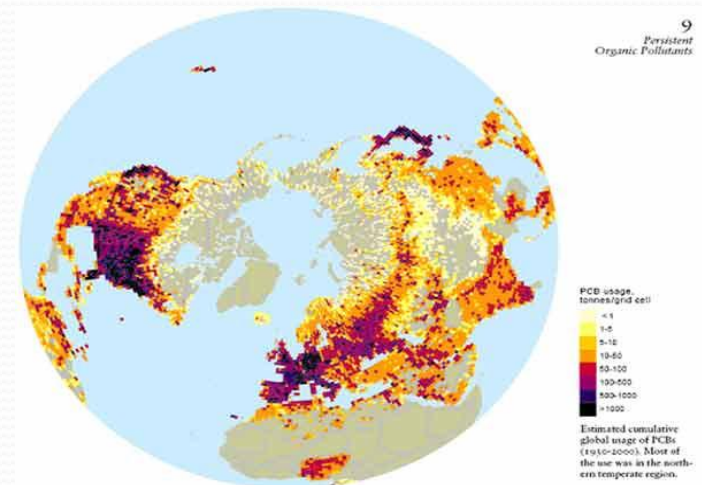 9
Persistent
Organic Pollutants
PCB usage,
tonnes/grid cell
<1
1-5
5-10
10-50
50-100
100-500
500-1000
>1000
Estimated cumulative
global usage of PCBs
(1930-2000). Most of
the use was in the north-
ern temperate region.